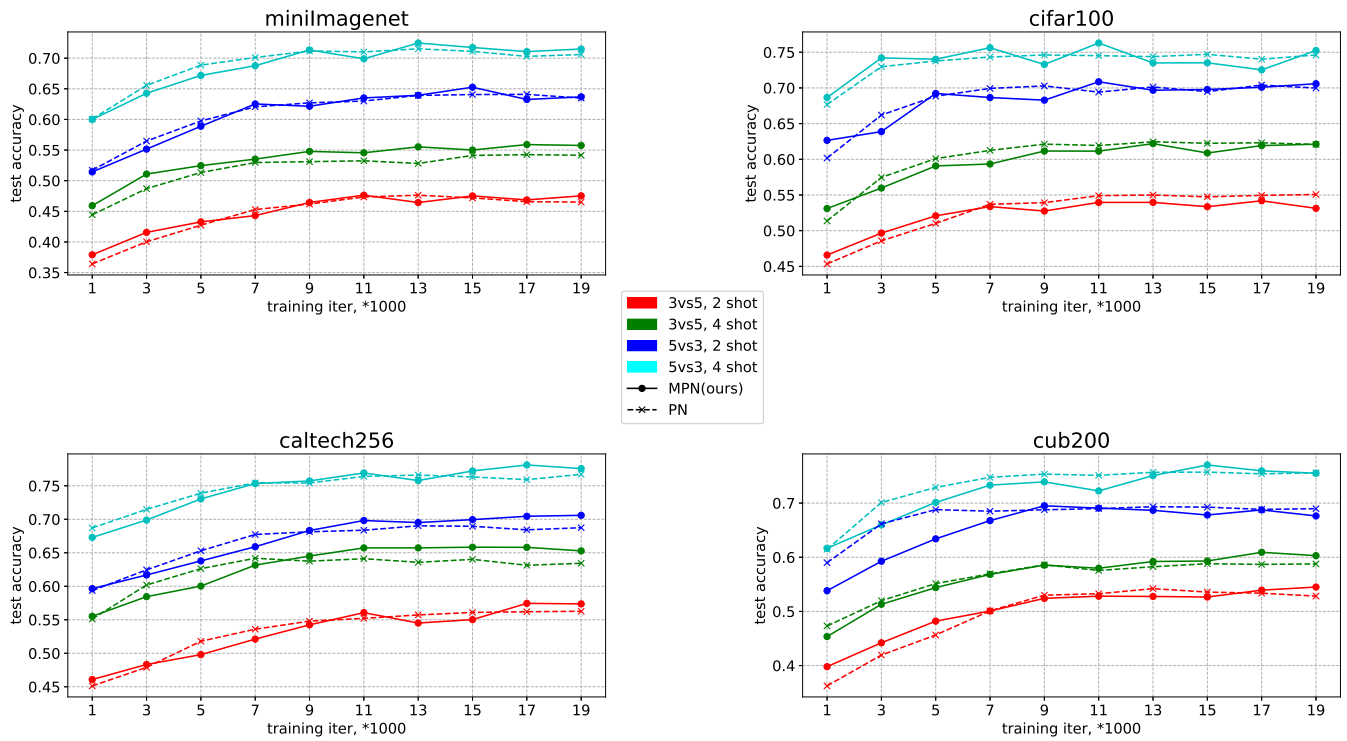 miniImagenet
test accuracy
0.70
0.65
0.60
0.55
0.50
0.45
0.40
0.35
1 3 5 7 9 11 13 15 17 19
training iter, *1000
cifar100
test accuracy
0.75
0.70
0.65
0.60
0.55
0.50
0.45
1 3 5 7 9 11 13 15 17 19
training iter, *1000
3vs5, 2 shot
3vs5, 4 shot
5vs3, 2 shot
5vs3, 4 shot
MPN(ours)
PN
caltech256
test accuracy
0.75
0.70
0.65
0.60
0.55
0.50
0.45
1 3 5 7 9 11 13 15 17 19
training iter, *1000
cub200
test accuracy
0.7
0.6
0.5
0.4
1 3 5 7 9 11 13 15 17 19
training iter, *1000